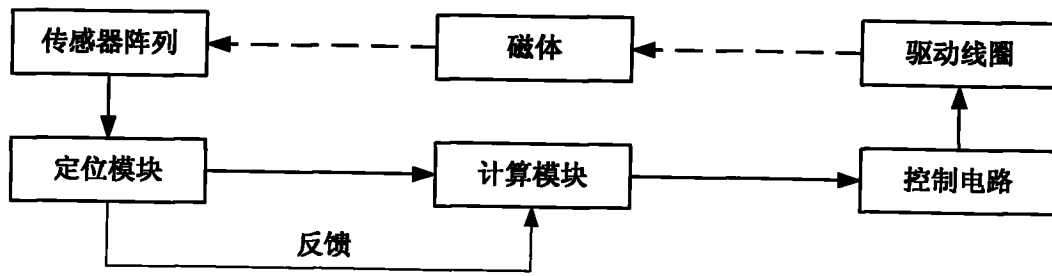 传感器阵列
磁体
驱动线圈
定位模块
计算模块
控制电路
反馈